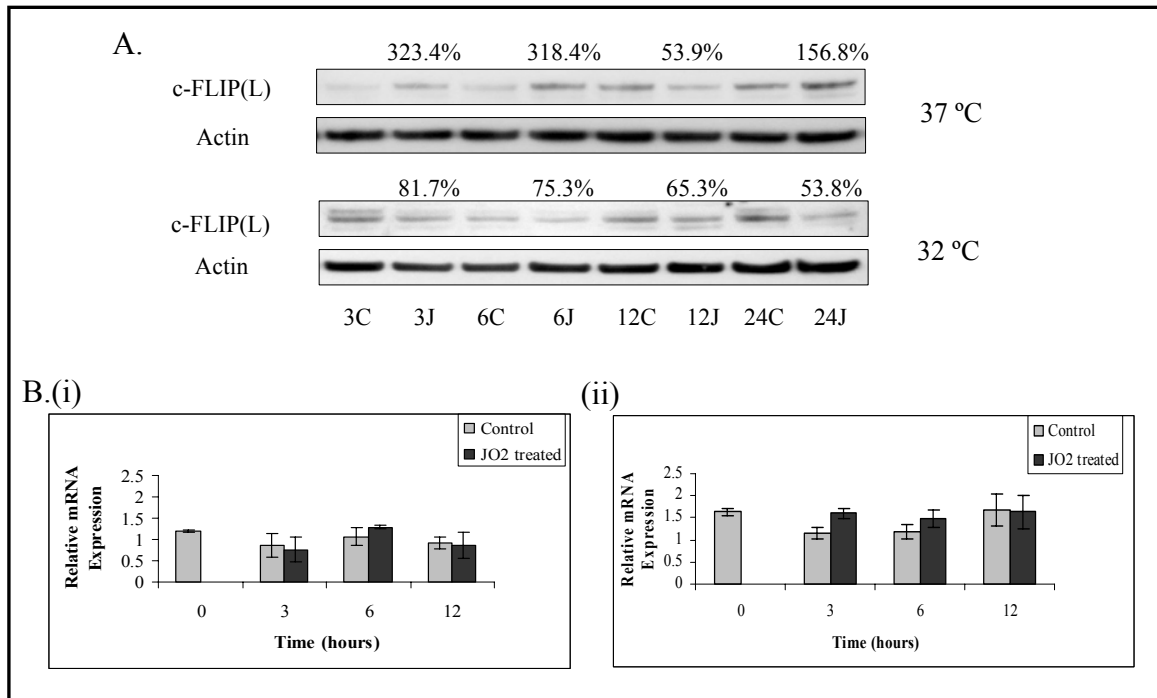 A.
323.4% 318.4% 53.9% 156.8%
c-FLIP(L)
37 ºC
Actin
81.7% 75.3% 65.3% 53.8%
c-FLIP(L)
32 ºC
Actin
3C 3J 6C 6J 12C 12J 24C 24J
B.(i)
Control
JO2 treated
Relative mRNA
Expression
2.5
2
1.5
1
0.5
0
0 3 6 12
Time (hours)
(ii)
Control
JO2 treated
Relative mRNA
Expression
2.5
2
1.5
1
0.5
0
0 3 6 12
Time (hours)